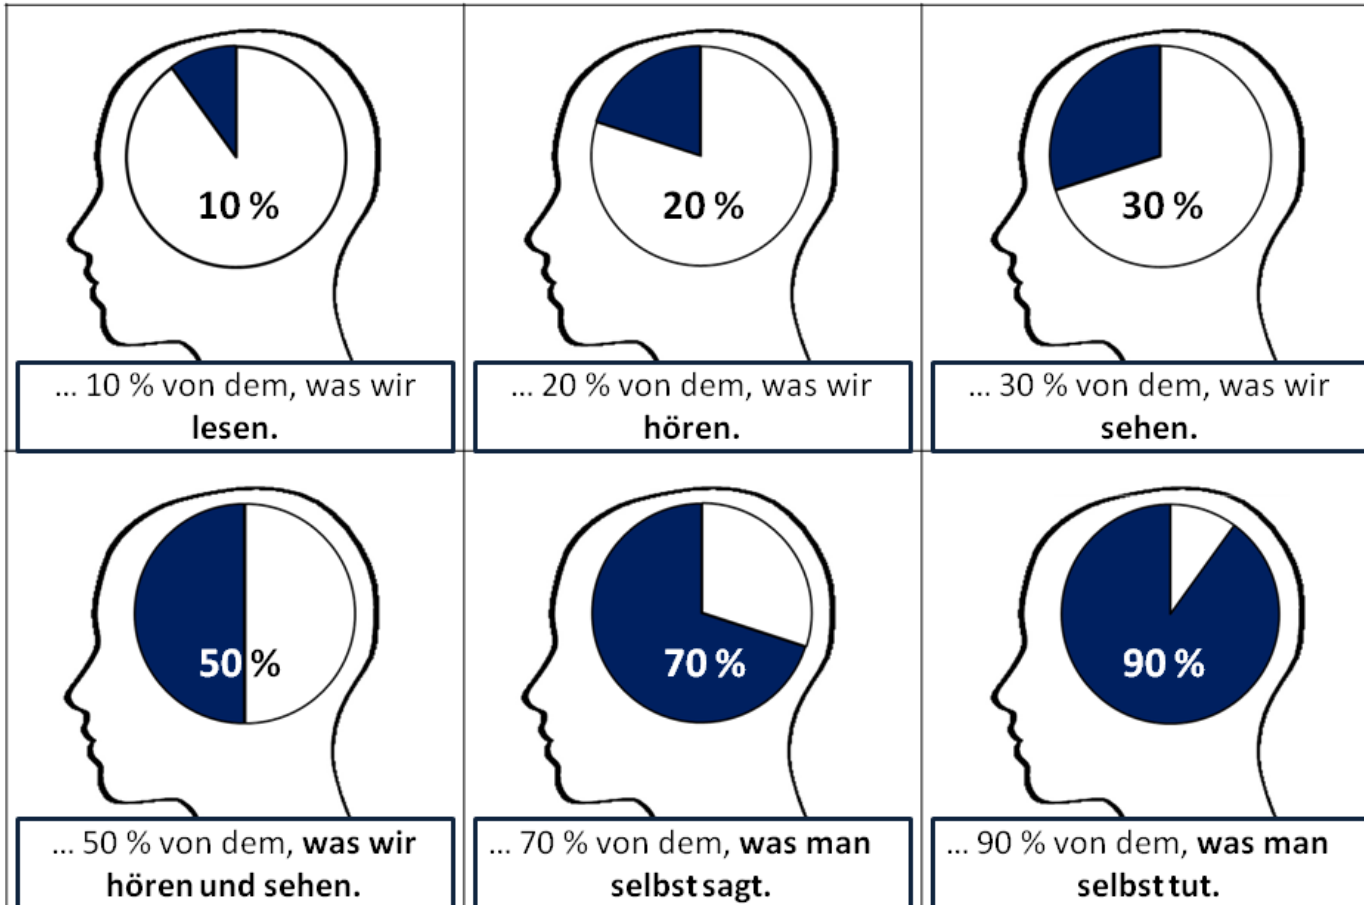 10 %
20 %
30 %
... 10 % von dem, was wir
lesen.
... 20 % von dem, was wir
hören.
... 30 % von dem, was wir
sehen.
50 %
70 %
90 %
... 50 % von dem, was wir
hören und sehen.
... 70 % von dem, was man
selbst sagt.
... 90 % von dem, was man
selbst tut.